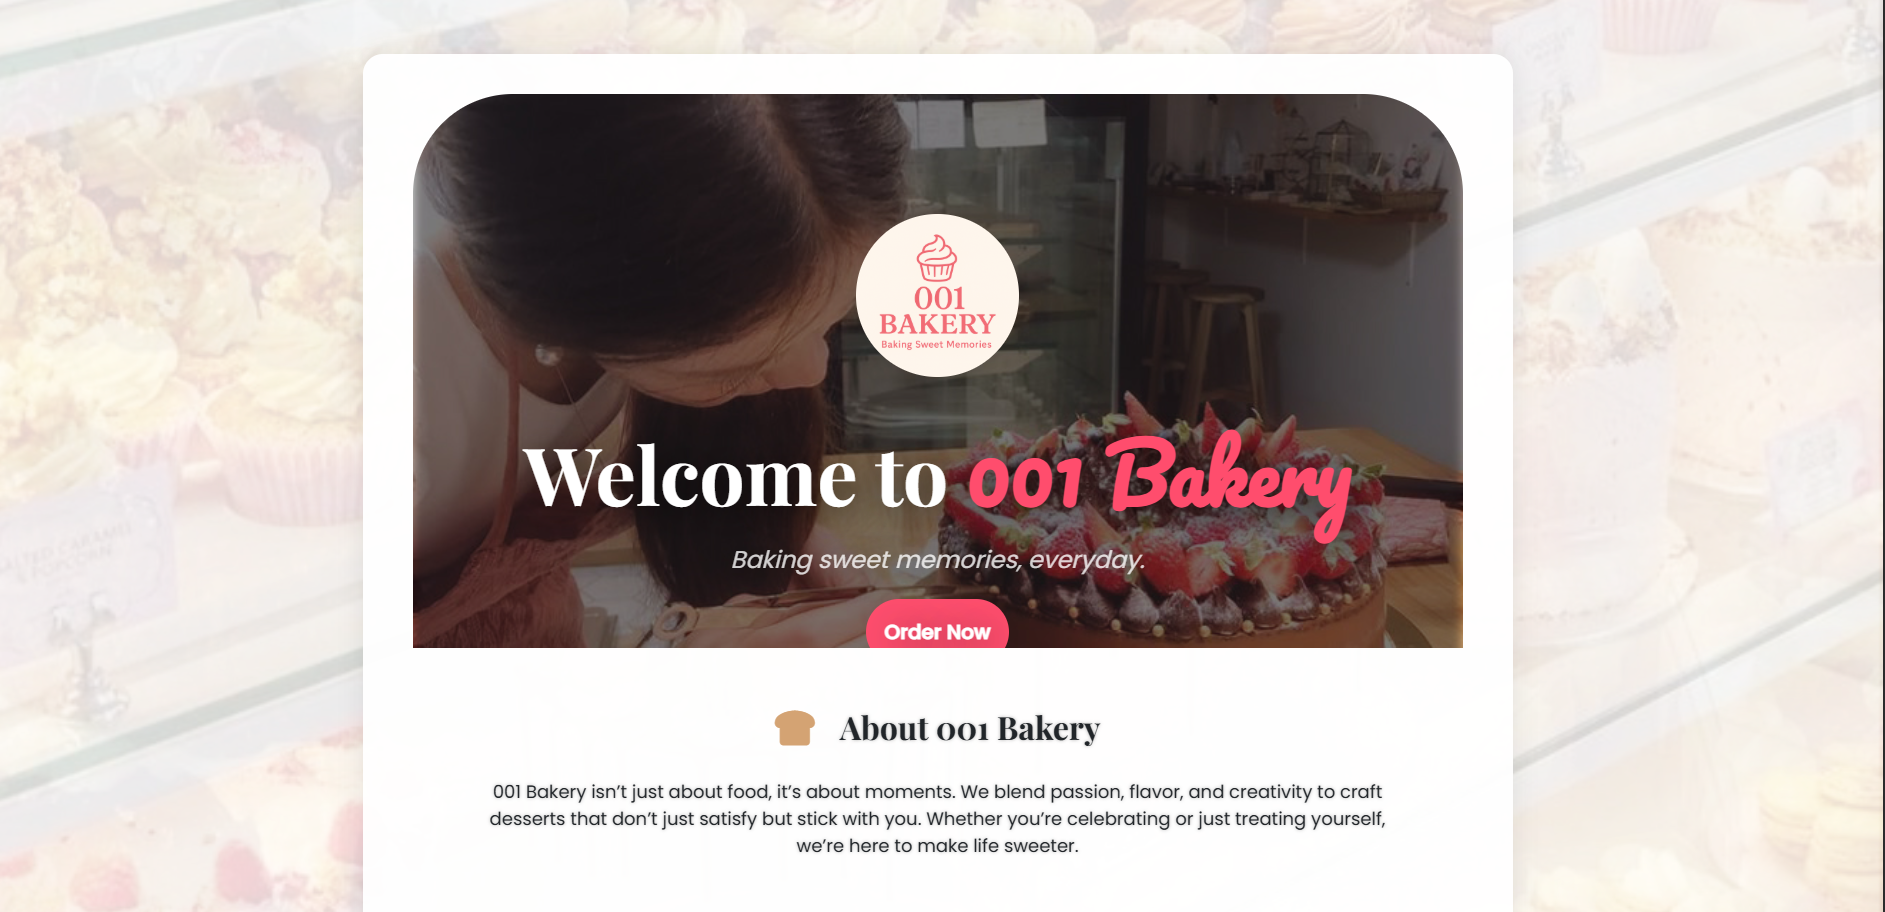 001
BAKERY
Baking Sweet Memories
Welcome to 001 Bakery
Baking sweet memories, everyday.
Order Now
About 001 Bakery
001 Bakery isn’t just about food, it’s about moments. We blend passion, flavor, and creativity to craft
desserts that don’t just satisfy but stick with you. Whether you’re celebrating or just treating yourself,
we’re here to make life sweeter.